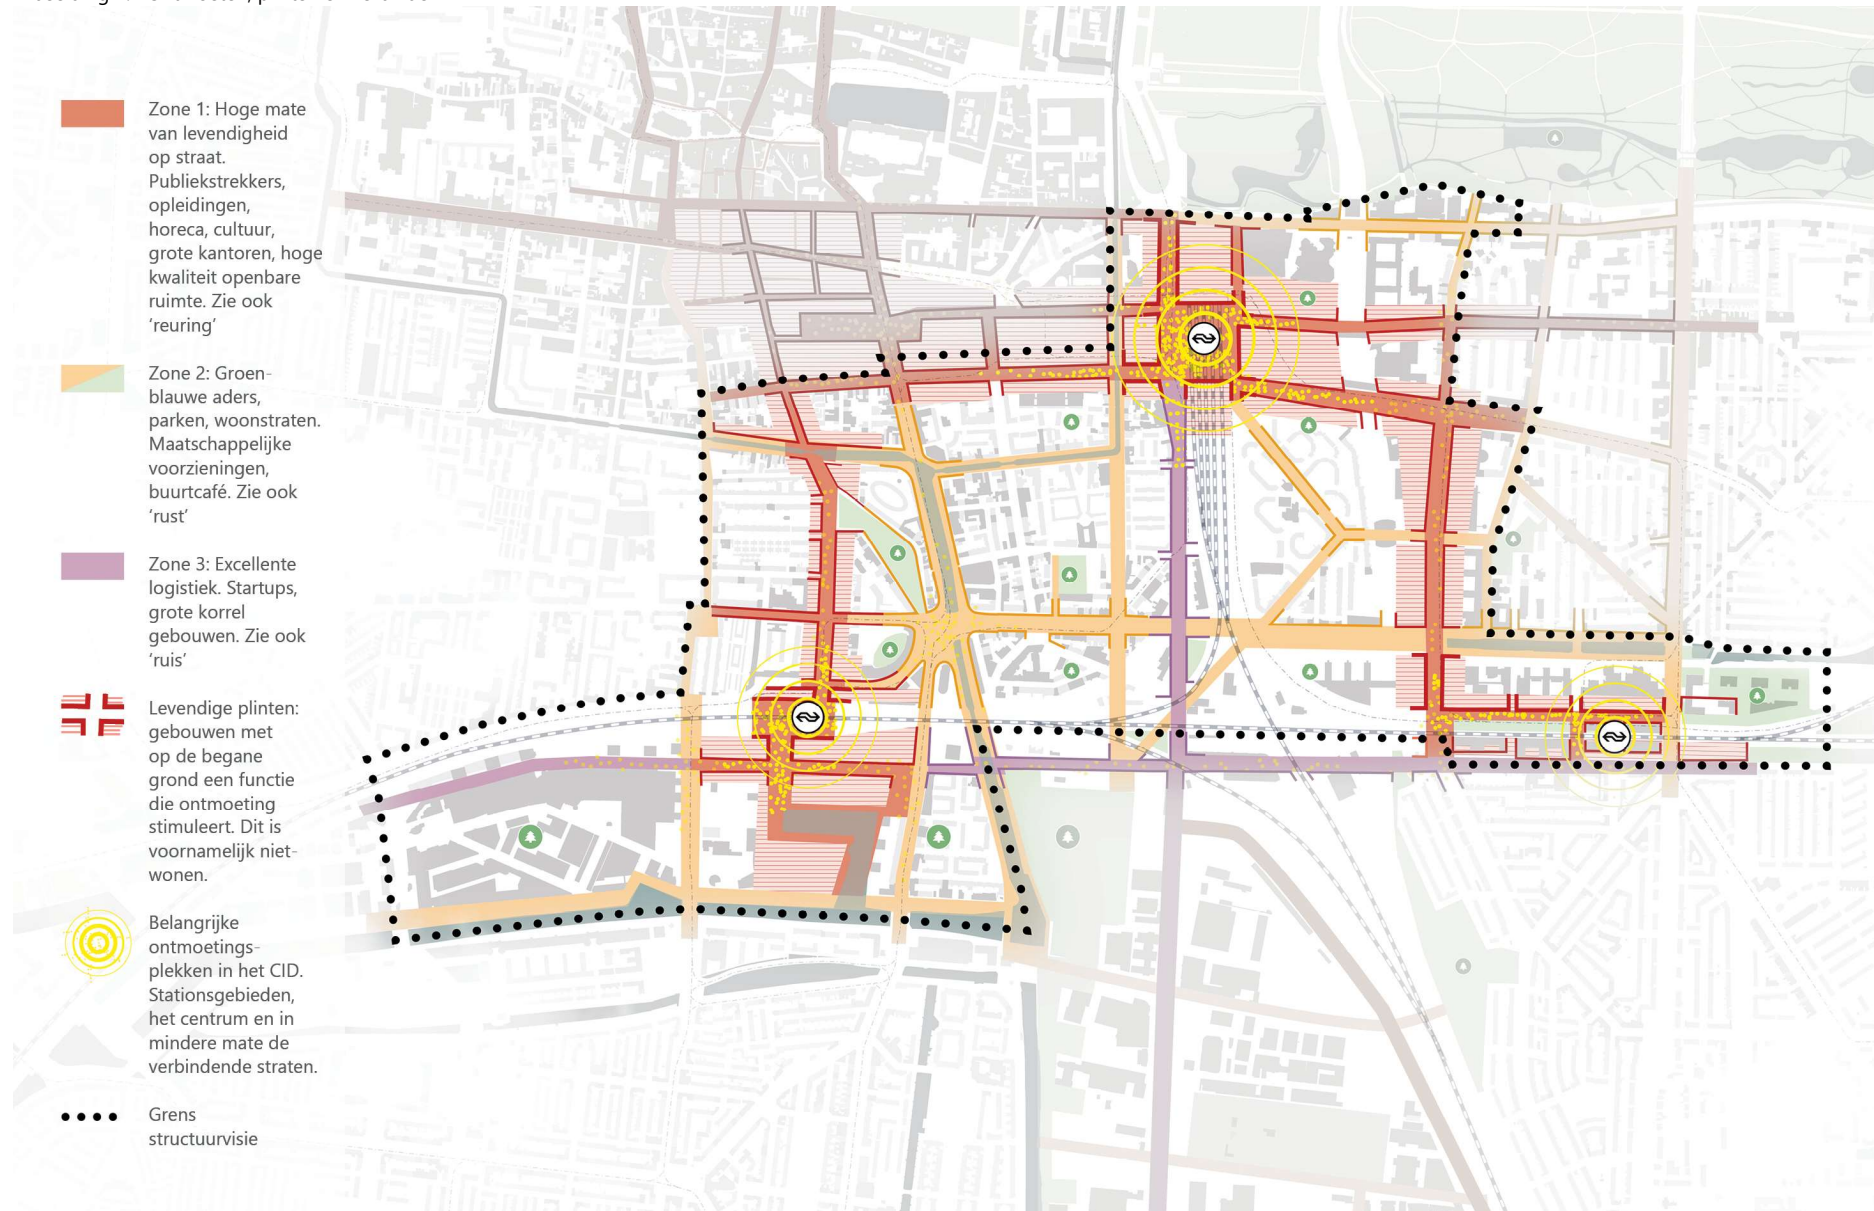 Zone 1: Hoge mate
van levendigheid
op straat.
Publiekstrekkers,
opleidingen,
horeca, cultuur,
grote kantoren, hoge
kwaliteit openbare
ruimte. Zie ook
‘reuring’
Zone 2: Groen-
blauwe aders,
parken, woonstraten.
Maatschappelijke
voorzieningen,
buurtcafé. Zie ook
‘rust’
Zone 3: Excellente
logistiek. Startups,
grote korrel
gebouwen. Zie ook
‘ruis’
Levendige plinten:
gebouwen met
op de begane
grond een functie
die ontmoeting
stimuleert. Dit is
voornamelijk niet-
wonen.
Belangrijke
ontmoetings-
plekken in het CID.
Stationsgebieden,
het centrum en in
mindere mate de
verbindende straten.
Grens
structuurvisie